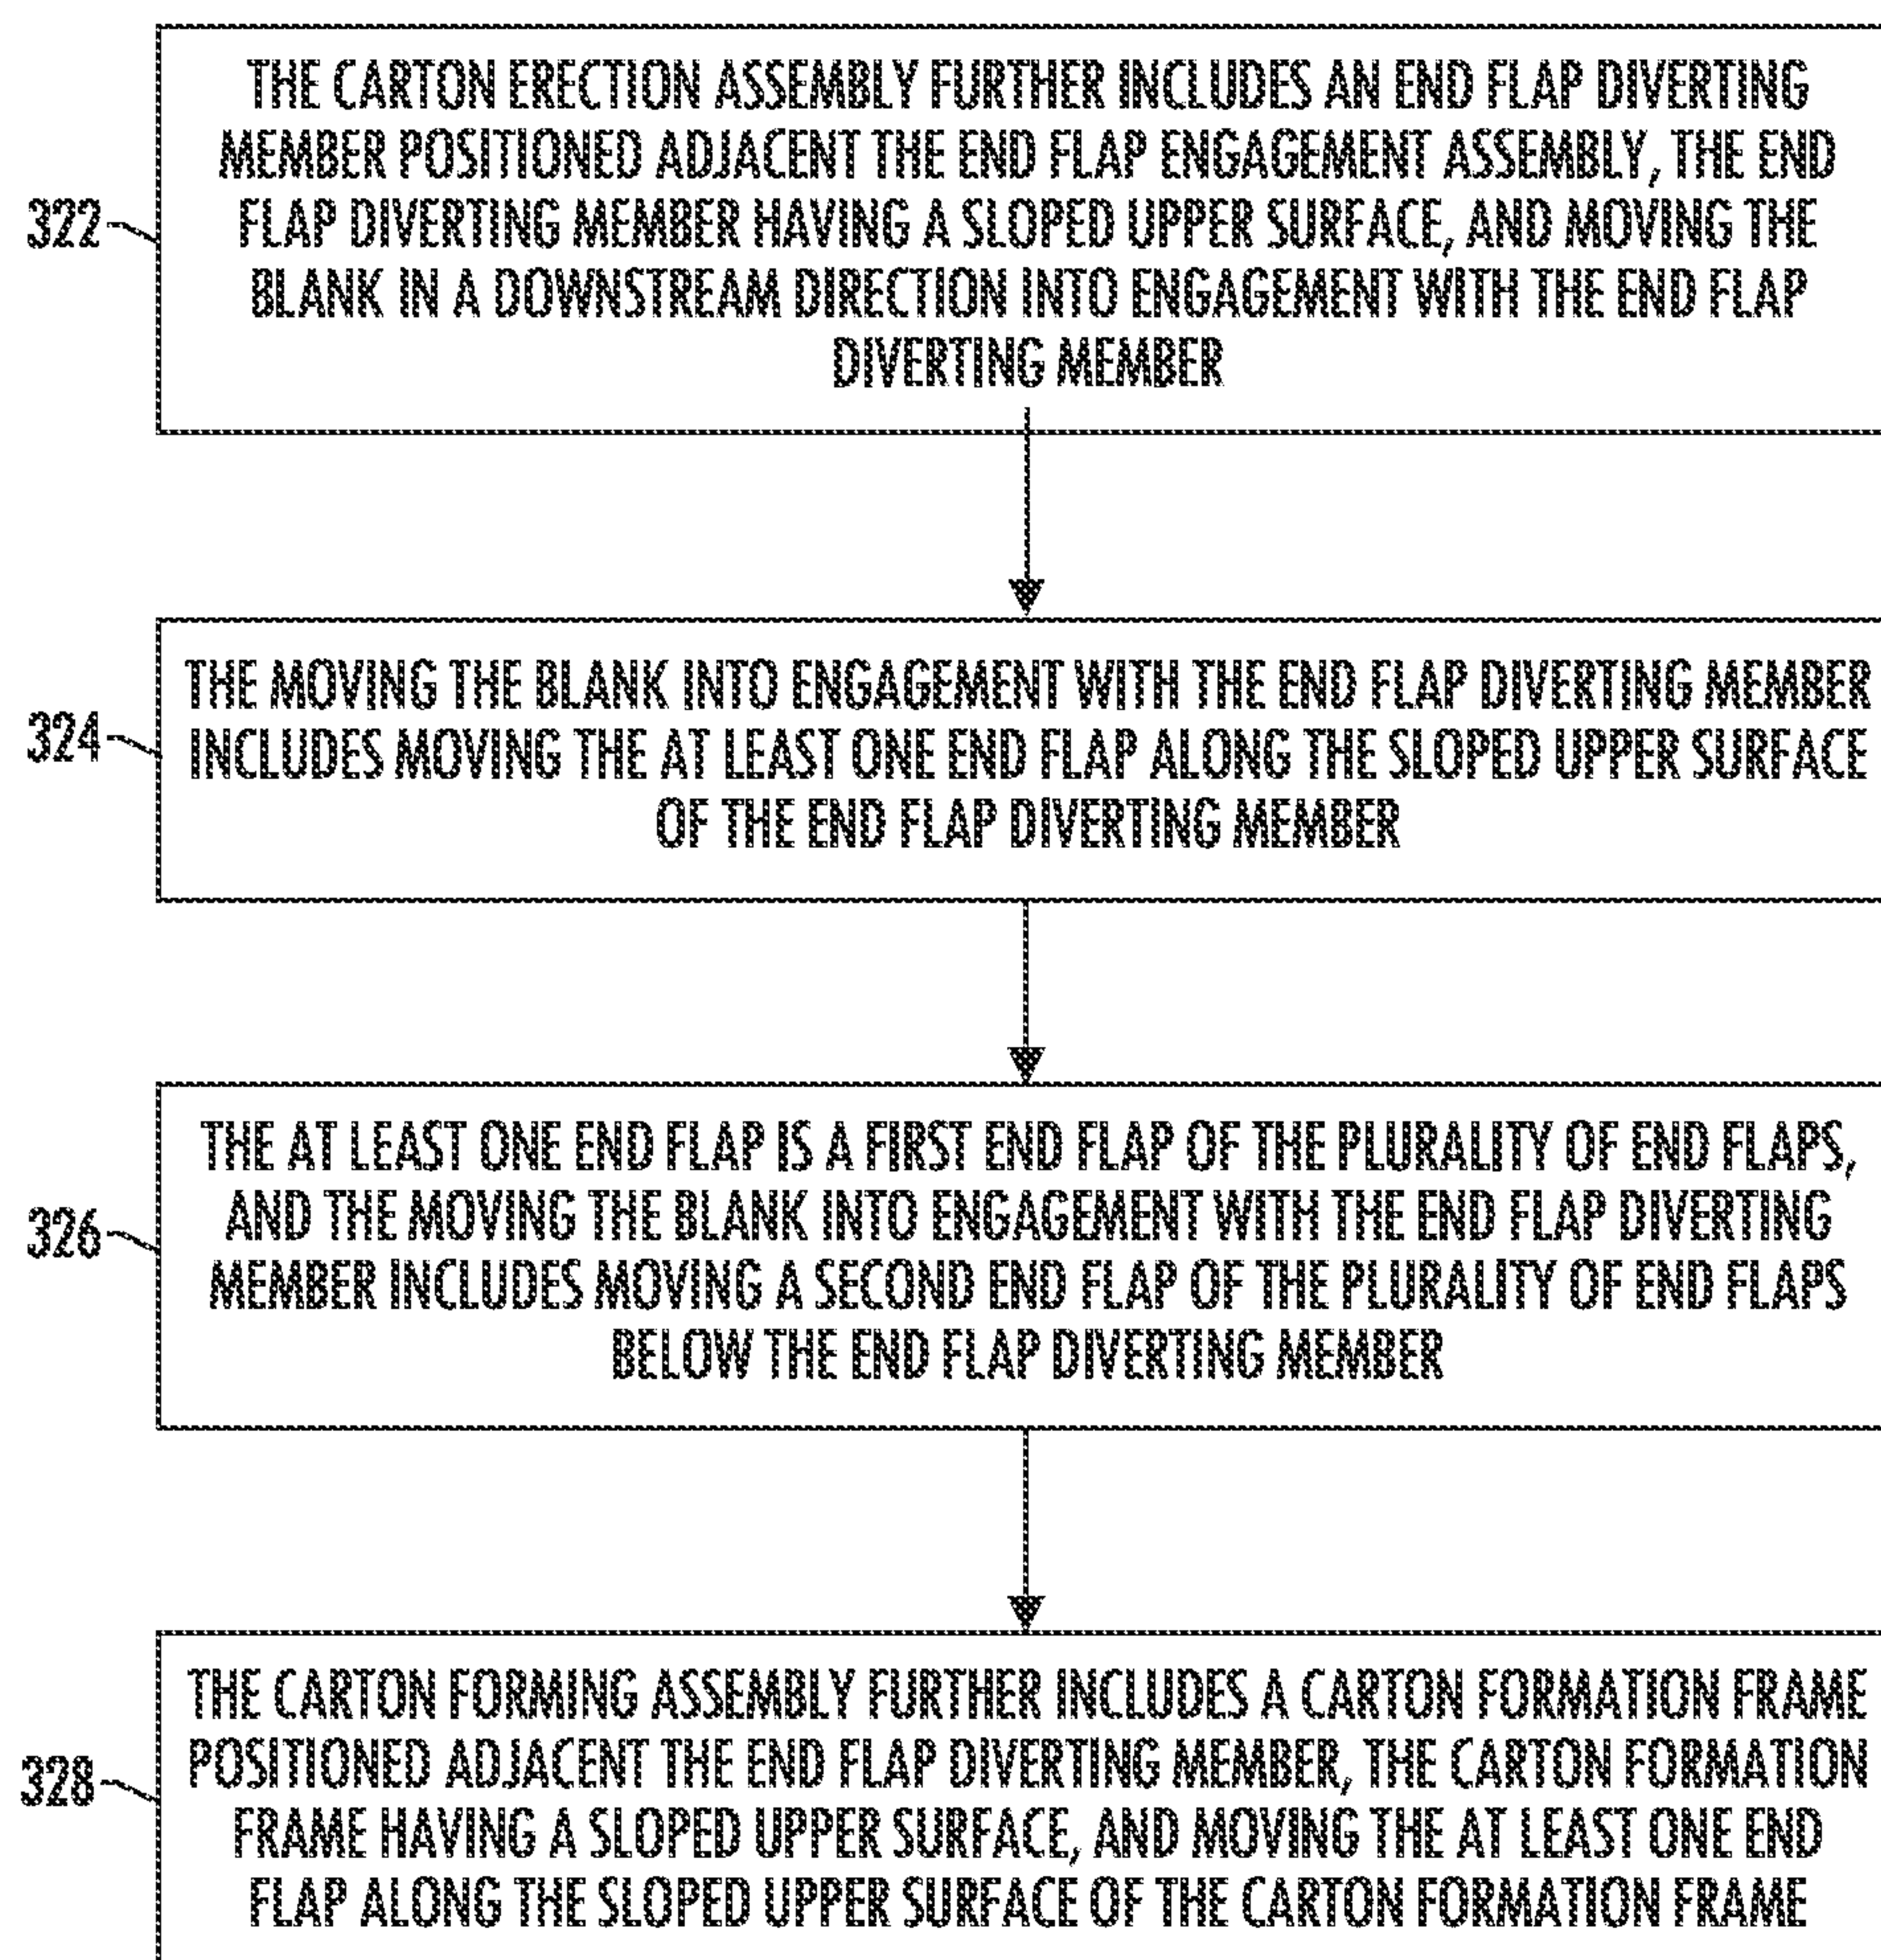 THE CARTON ERECTION ASSEMBLY FURTHER INCLUDES AN END FLAP DIVERTING
MEMBER POSITIONED ADJACENT THE END FLAP ENGAGEMENT ASSEMBLY, THE END
322
FLAP DIVERTING MEMBER HAVING A SLOPED UPPER SURFACE, AND MOVING THE
BLANK IN A DOWNSTREAM DIRECTION INTO ENGAGEMENT WITH THE END FLAP
DIVERTING MEMBER
THE MOVING THE BLANK INTO ENGAGEMENT WITH THE END FLAP DIVERTING MEMBER
324
INCLUDES MOVING THE AT LEAST ONE END FLAP ALONG THE SLOPED UPPER SURFACE
OF THE END FLAP DIVERTING MEMBER
THE AT LEAST ONE END FLAP IS A FIRST END FLAP OF THE PLURALITY OF END FLAPS,
AND THE MOVING THE BLANK INTO ENGAGEMENT WITH THE END FLAP DIVERTING
326
MEMBER INCLUDES MOVING A SECOND END FLAP OF THE PLURALITY OF END FLAPS
BELOW THE END FLAP DIVERTING MEMBER
THE CARTON FORMING ASSEMBLY FURTHER INCLUDES A CARTON FORMATION FRAME
POSITIONED ADJACENT THE END FLAP DIVERTING MEMBER, THE CARTON FORMATION
328
FRAME HAVING A SLOPED UPPER SURFACE, AND MOVING THE AT LEAST ONE END
FLAP ALONG THE SLOPED UPPER SURFACE OF THE CARTON FORMATION FRAME